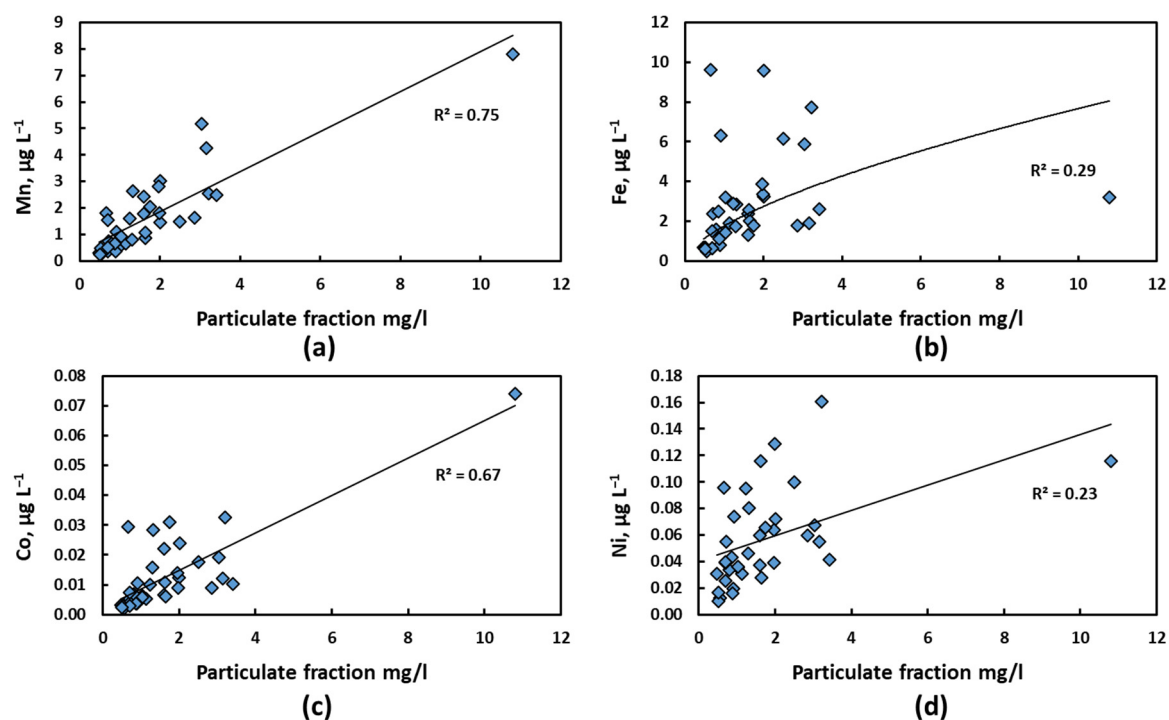 9
8
7
6
5
4
3
2
1
0
Mn, µg L⁻¹
R² = 0.75
0 2 4 6 8 10 12
Particulate fraction mg/l
(a)
12
10
8
6
4
2
0
Fe, µg L⁻¹
R² = 0.29
0 2 4 6 8 10 12
Particulate fraction mg/l
(b)
0.08
0.07
0.06
0.05
0.04
0.03
0.02
0.01
0.00
Co, µg L⁻¹
R² = 0.67
0 2 4 6 8 10 12
Particulate fraction mg/l
(c)
0.18
0.16
0.14
0.12
0.10
0.08
0.06
0.04
0.02
0.00
Ni, µg L⁻¹
R² = 0.23
0 2 4 6 8 10 12
Particulate fraction mg/l
(d)